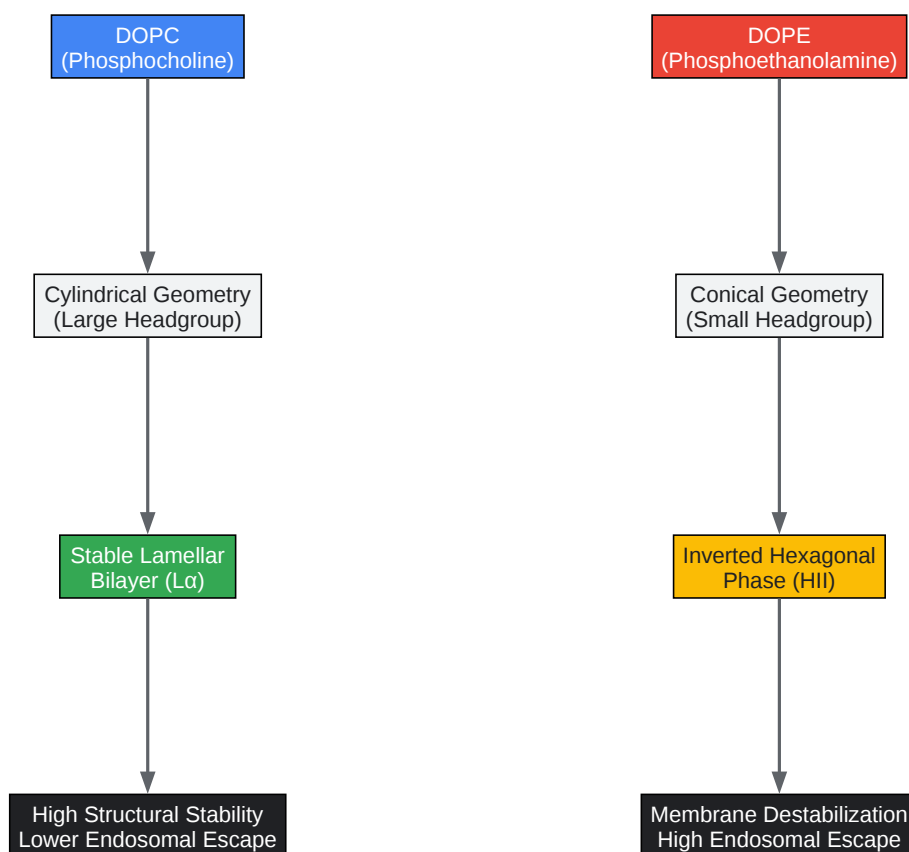 DOPC
(Phosphocholine)
DOPE
(Phosphoethanolamine)
Cylindrical Geometry
(Large Headgroup)
Conical Geometry
(Small Headgroup)
Stable Lamellar
Bilayer (Lα)
Inverted Hexagonal
Phase (HII)
High Structural Stability
Lower Endosomal Escape
Membrane Destabilization
High Endosomal Escape